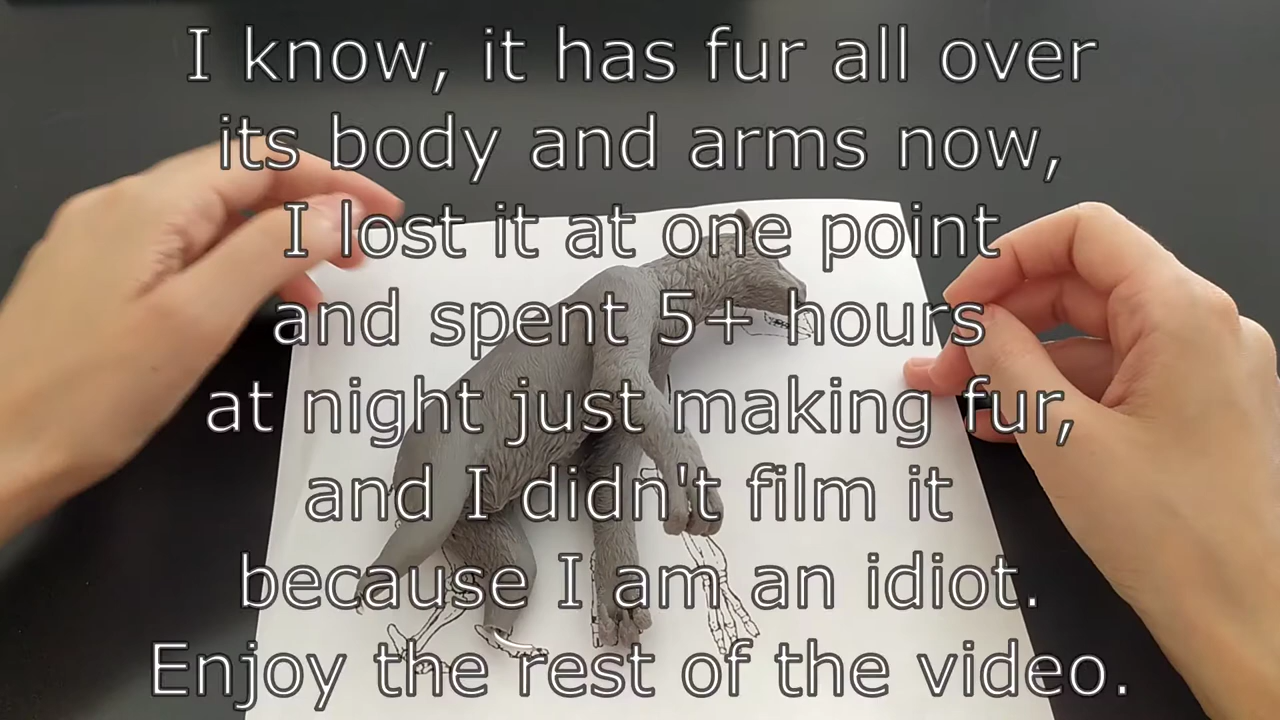 I know, it has fur all over
its body and arms now,
I lost it at one point
and spent 5+ hours
at night just making fur,
and I didn't film it
because I am an idiot.
Enjoy the rest of the video.